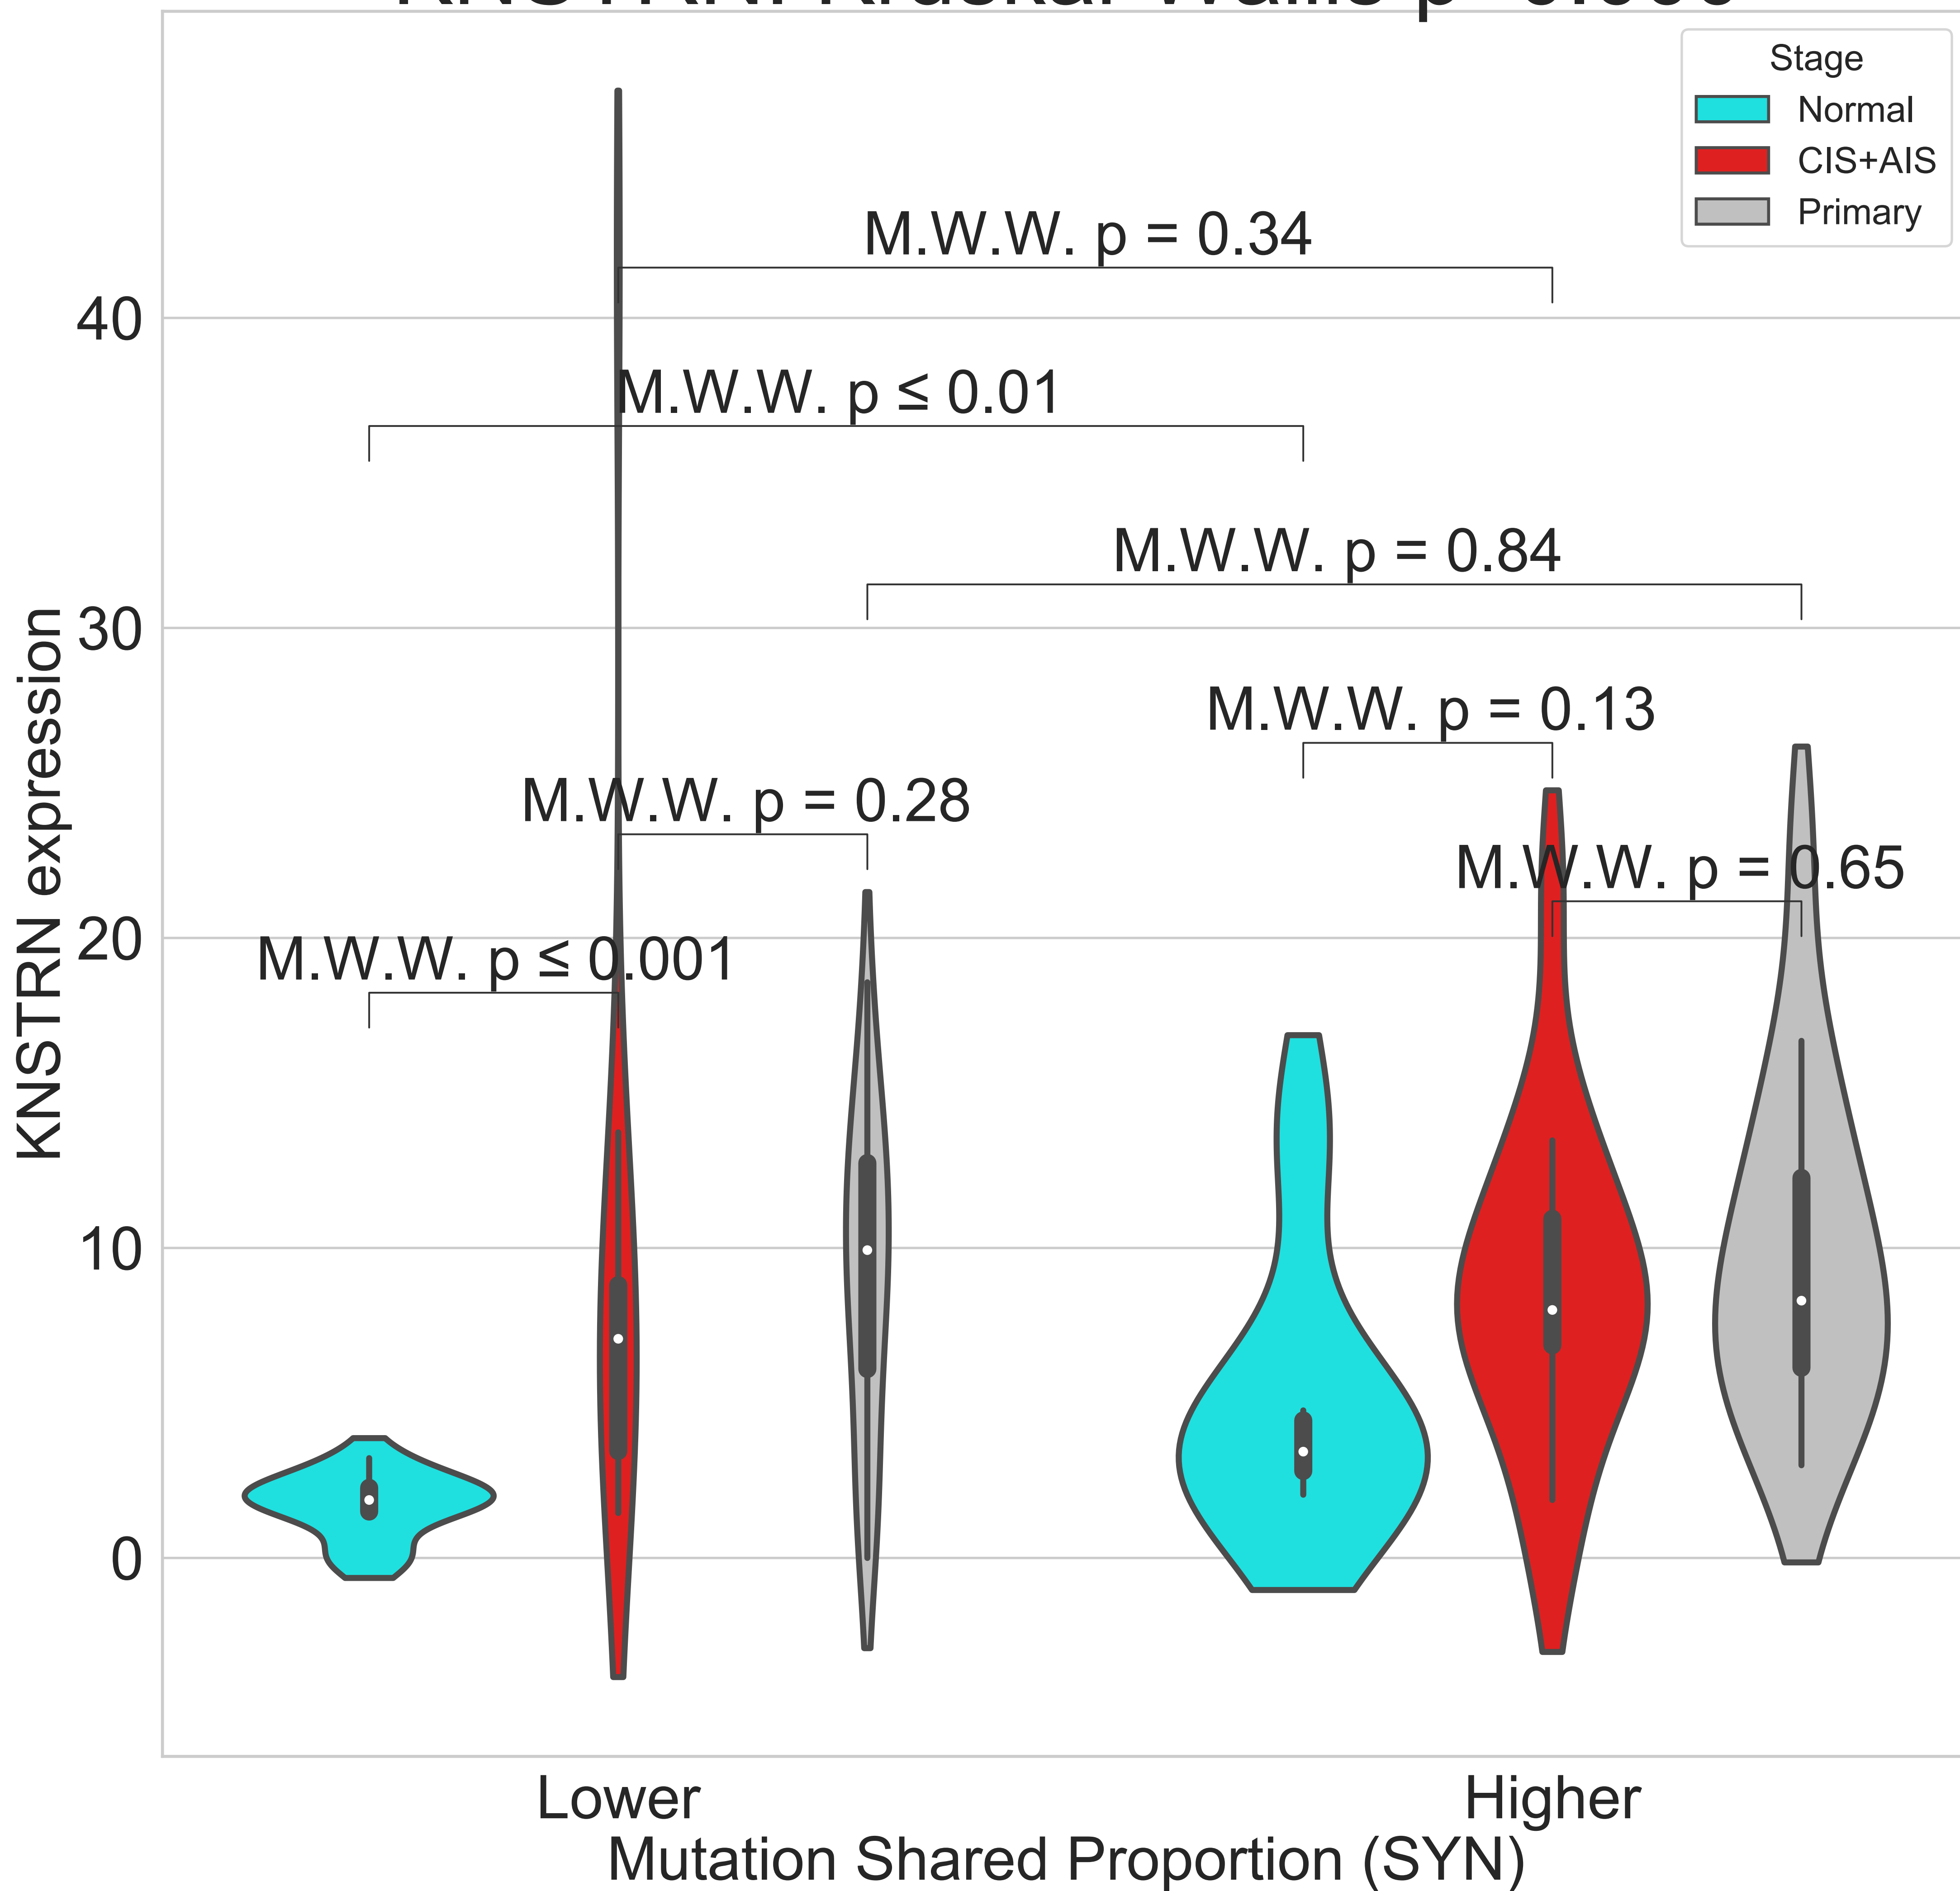 Stage
Normal
CIS+AIS
Primary
M.W.W. p = 0.34
40
M.W.W. p ≤ 0.01
M.W.W. p = 0.84
30
M.W.W. p = 0.13
M.W.W. p = 0.28
M.W.W. p = 0.65
20
M.W.W. p ≤ 0.001
KNSTRN expression
10
0
Lower
Higher
Mutation Shared Proportion (SYN)